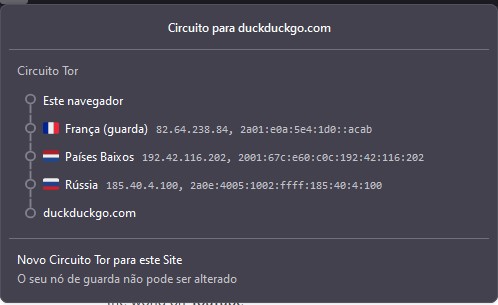 Circuito para duckduckgo.com
Circuito Tor
Este navegador
França (guarda) 82.64.238.84, 2a01:e0a:5e4:1d0::acab
Países Baixos 192.42.116.202, 2001:67c:e60:c0c:192:42:116:202
Rússia 185.40.4.100, 2a0e:4005:1002:ffff:185:40:4:100
duckduckgo.com
Novo Circuito Tor para este Site
O seu nó de guarda não pode ser alterado